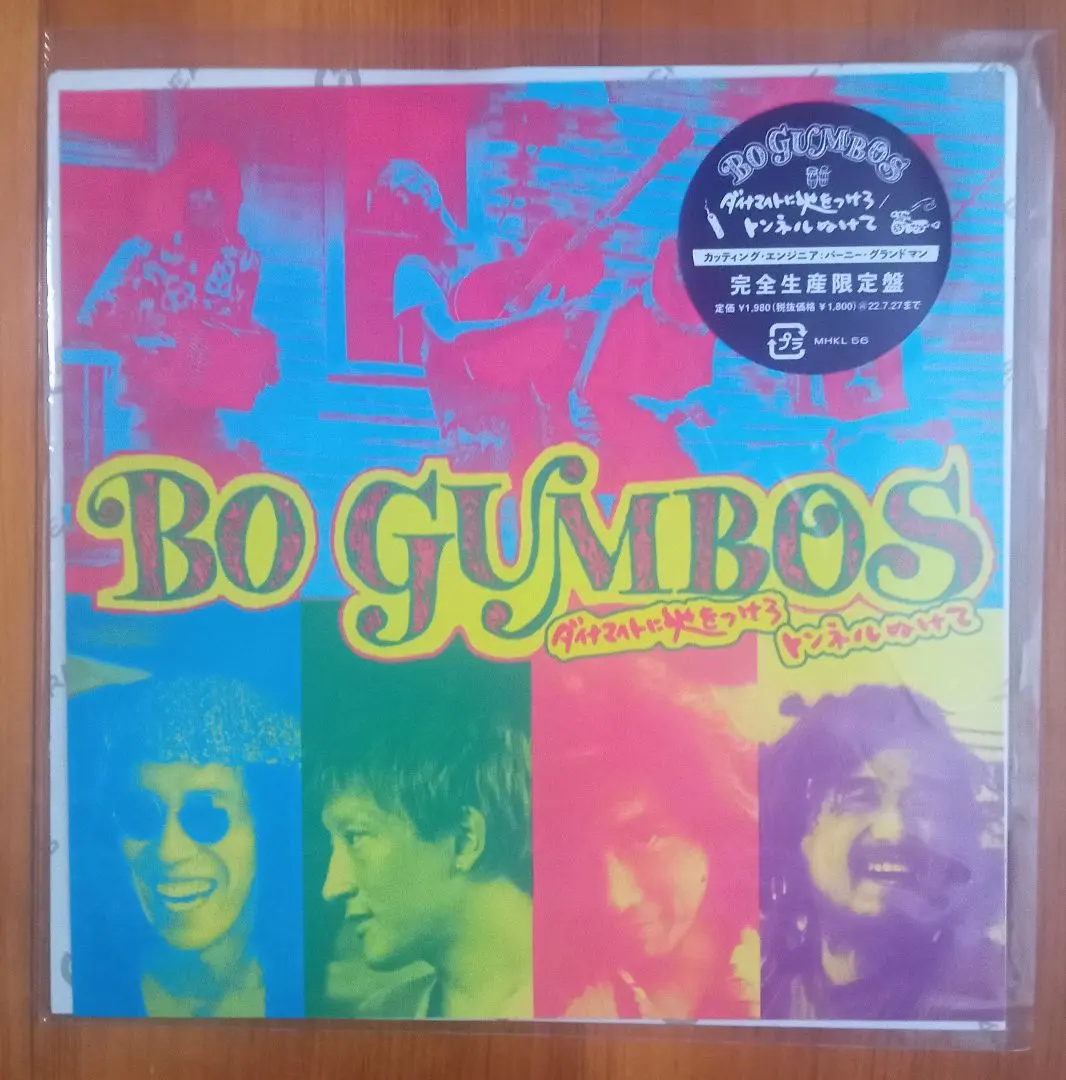 BO GUMBOS
ダイナマイトに火をつけろ/
トンネルぬけて
カッティング・エンジニア:バーニー・グランドマン
完全生産限定盤
定価 ¥1,980(税抜価格 ¥1,800) 22.7.27まで
プラ
MHKL 56
BO GUMBOS
ダイナマイトに火をつけろ
トンネルぬけて